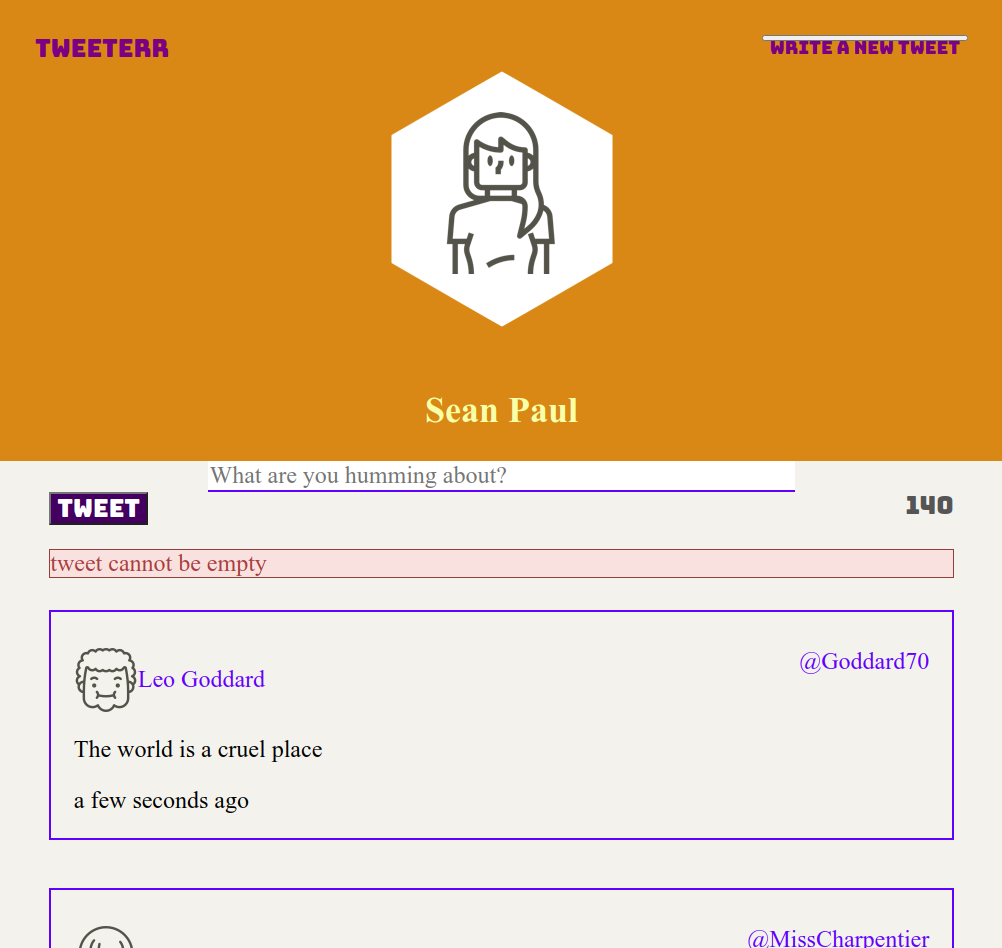 TWEETERR
WRITE A NEW TWEET
Sean Paul
What are you humming about?
TWEET
140
tweet cannot be empty
Leo Goddard
@Goddard70
The world is a cruel place
a few seconds ago
@MissCharpentier